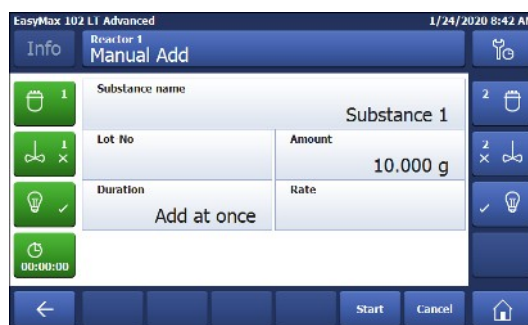 EasyMax 102 LT Advanced 1/24/2020 8:42 AM
Info
Reactor 1
Manual Add
1
Substance name
Substance 1
2
1
Lot No
Amount
10.000 g
2
Duration
Add at once
Rate
00:00:00
Start Cancel